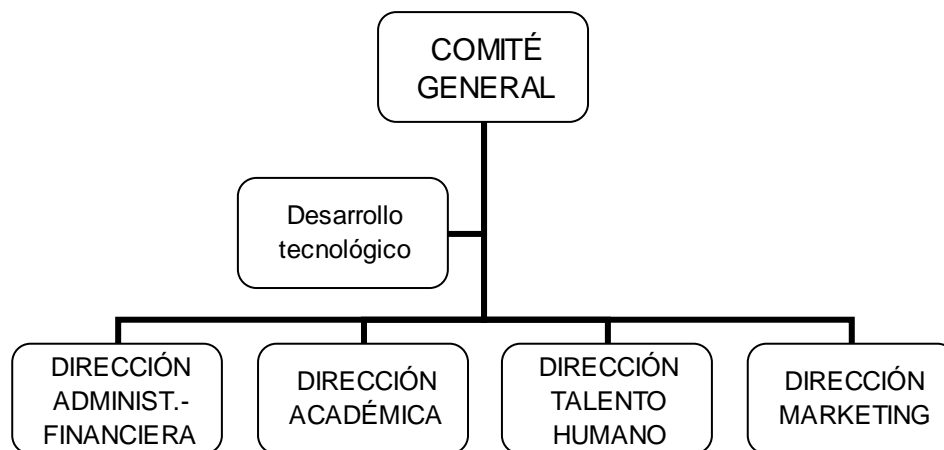 COMITÉ
GENERAL
Desarrollo
tecnológico
DIRECCIÓN
ADMINIST.-
FINANCIERA
DIRECCIÓN
ACADÉMICA
DIRECCIÓN
TALENTO
HUMANO
DIRECCIÓN
MARKETING